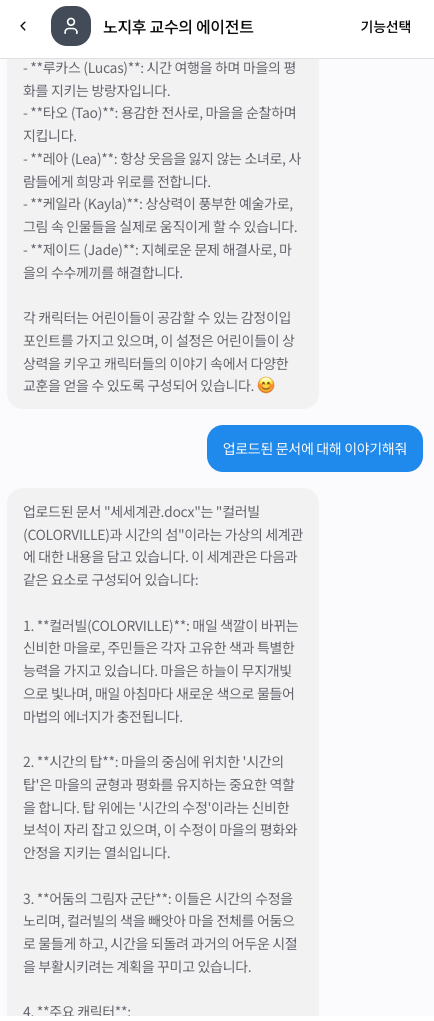 노지후 교수의 에이전트
기능선택
- **루카스 (Lucas)**: 시간 여행을 하며 마을의 평
화를 지키는 방랑자입니다.
- **타오 (Tao)**: 용감한 전사로, 마을을 순찰하며
지킵니다.
- **레아 (Lea)**: 항상 웃음을 잃지 않는 소녀로, 사
람들에게 희망과 위로를 전합니다.
- **케일라 (Kayla)**: 상상력이 풍부한 예술가로,
그림 속 인물들을 실제로 움직이게 할 수 있습니다.
- **제이드 (Jade)**: 지혜로운 문제 해결사로, 마
을의 수수께끼를 해결합니다.
각 캐릭터는 어린이들이 공감할 수 있는 감정이입
포인트를 가지고 있으며, 이 설정은 어린이들이 상
상력을 키우고 캐릭터들의 이야기 속에서 다양한
교훈을 얻을 수 있도록 구성되어 있습니다. 😊
업로드된 문서에 대해 이야기해줘
업로드된 문서 "세세계관.docx"는 "컬러빌
(COLORVILLE)과 시간의 섬"이라는 가상의 세계관
에 대한 내용을 담고 있습니다. 이 세계관은 다음과
같은 요소로 구성되어 있습니다:
1. **컬러빌(COLORVILLE)**: 매일 색깔이 바뀌는
신비한 마을로, 주민들은 각자 고유한 색과 특별한
능력을 가지고 있습니다. 마을은 하늘이 무지개빛
으로 빛나며, 매일 아침마다 새로운 색으로 물들어
마법의 에너지가 충전됩니다.
2. **시간의 탑**: 마을의 중심에 위치한 '시간의
탑'은 마을의 균형과 평화를 유지하는 중요한 역할
을 합니다. 탑 위에는 '시간의 수정'이라는 신비한
보석이 자리 잡고 있으며, 이 수정이 마을의 평화와
안정을 지키는 열쇠입니다.
3. **어둠의 그림자 군단**: 이들은 시간의 수정을
노리며, 컬러빌의 색을 빼앗아 마을 전체를 어둠으
로 물들게 하고, 시간을 되돌려 과거의 어두운 시절
을 부활시키려는 계획을 꾸미고 있습니다.
4. **주요 캐릭터**: